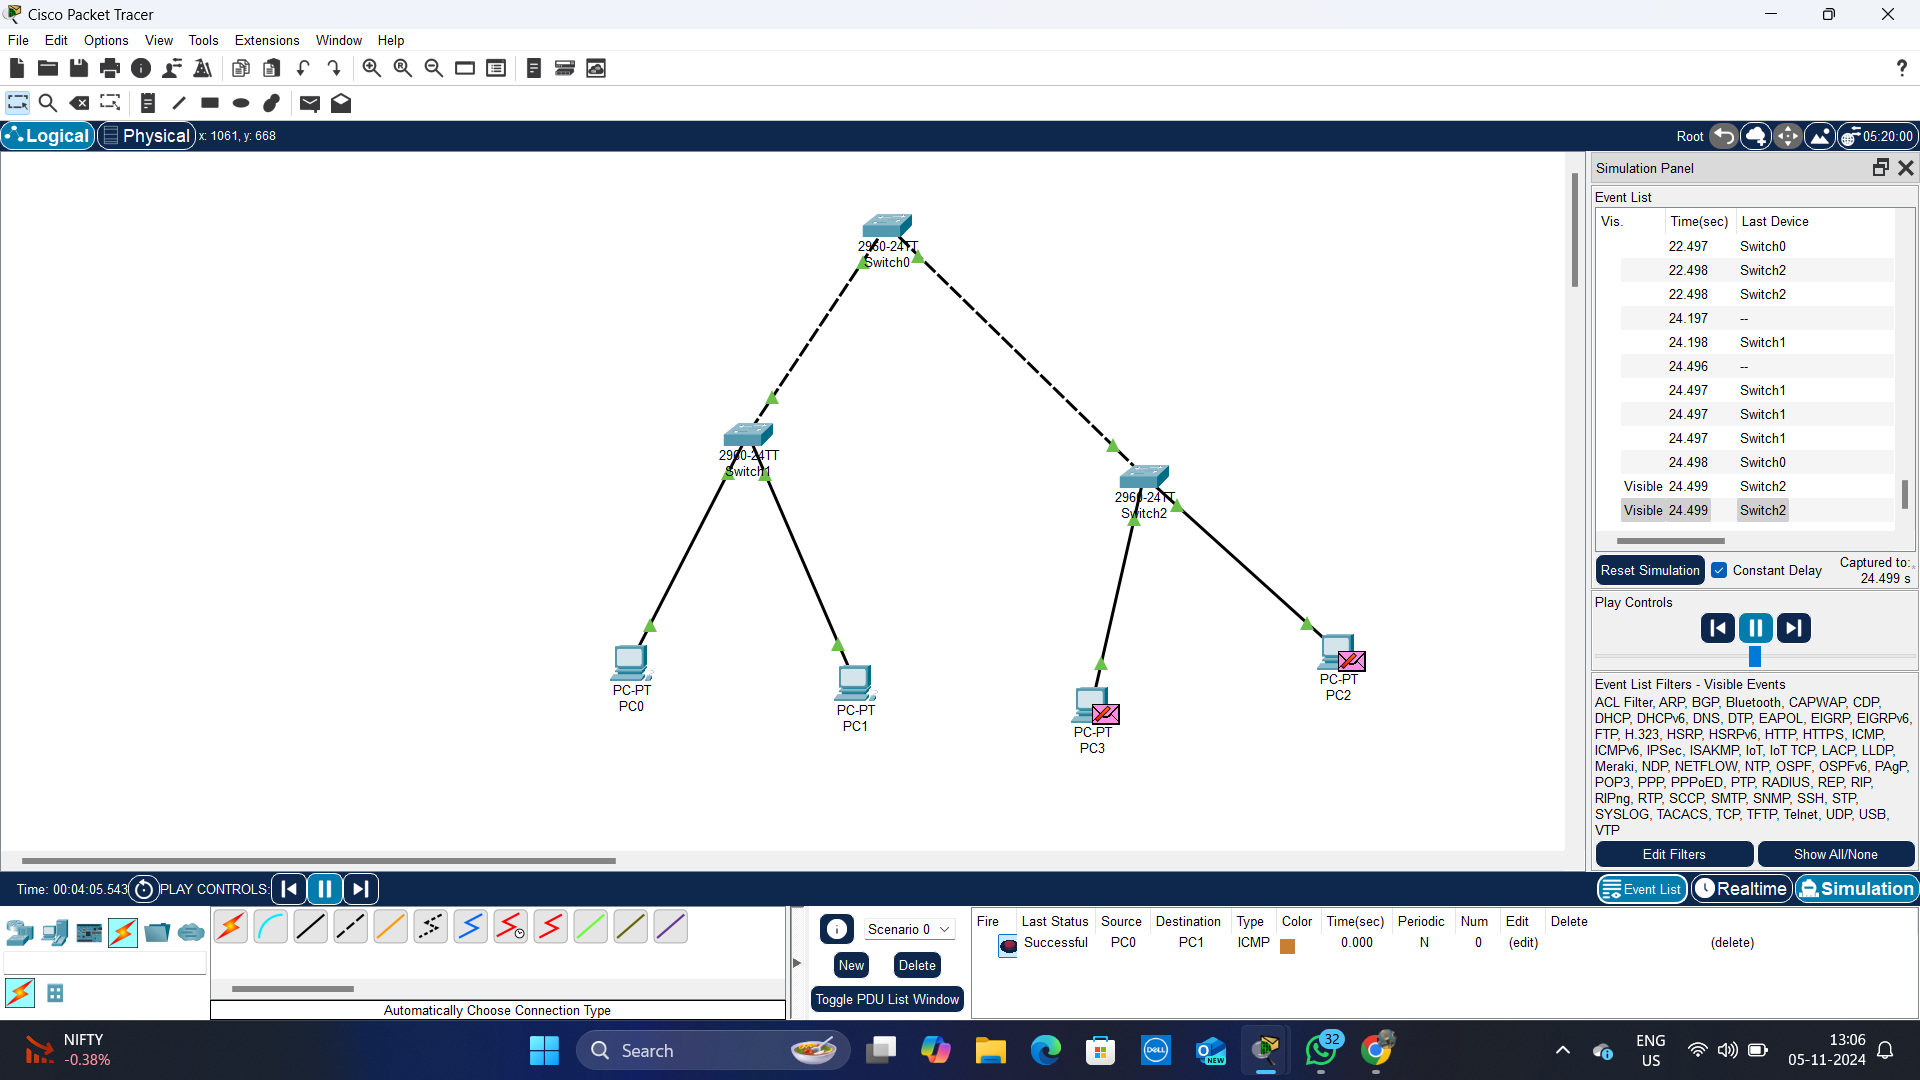 Cisco Packet Tracer
File Edit Options View Tools Extensions Window Help
?
Logical Physical x: 1061, y: 668
Root 05:20:00
2960-24TT
Switch0
2960-24TT
Switch1
2960-24TT
Switch2
PC-PT
PC0
PC-PT
PC1
PC-PT
PC3
PC-PT
PC2
Simulation Panel
Event List
Vis. Time(sec) Last Device
22.497 Switch0
22.498 Switch2
22.498 Switch2
24.197 --
24.198 Switch1
24.496 --
24.497 Switch1
24.497 Switch1
24.497 Switch1
24.498 Switch0
Visible 24.499 Switch2
Visible 24.499 Switch2
Reset Simulation Constant Delay Captured to:
24.499 s
Play Controls
Event List Filters - Visible Events
ACL Filter, ARP, BGP, Bluetooth, CAPWAP, CDP,
DHCP, DHCPv6, DNS, DTP, EAPOL, EIGRP, EIGRPv6,
FTP, H.323, HSRP, HSRPv6, HTTP, HTTPS, ICMP,
ICMPv6, IPSec, ISAKMP, IoT, IoT TCP, LACP, LLDP,
Meraki, NDP, NETFLOW, NTP, OSPF, OSPFv6, PAgP,
POP3, PPP, PPPoED, PTP, RADIUS, REP, RIP,
RIPng, RTP, SCCP, SMTP, SNMP, SSH, STP,
SYSLOG, TACACS, TCP, TFTP, Telnet, UDP, USB,
VTP
Edit Filters Show All/None
Time: 00:04:05.543 PLAY CONTROLS:
Event List Realtime Simulation
Automatically Choose Connection Type
Scenario 0
New Delete
Toggle PDU List Window
Fire Last Status Source Destination Type Color Time(sec) Periodic Num Edit Delete
Successful PC0 PC1 ICMP 0.000 N 0 (edit) (delete)
NIFTY
-0.38%
Search
DELL
NEW
32
ENG
US
13:06
05-11-2024